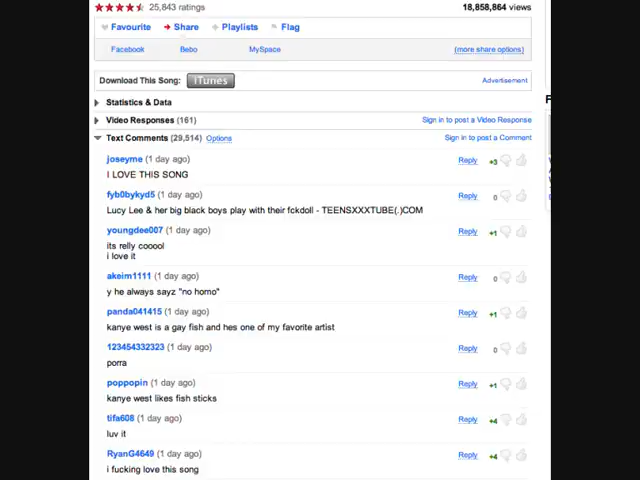 25,843 ratings 18,858,864 views
Favourite Share Playlists Flag
Facebook Bebo MySpace (more share options)
Download This Song: iTunes Advertisement
Statistics & Data
Video Responses (161) Sign in to post a Video Response
Text Comments (29,514) Options Sign in to post a Comment
joseyme (1 day ago) Reply +3
I LOVE THIS SONG
fyb0bykyd5 (1 day ago) Reply 0
Lucy Lee & her big black boys play with their fckdoll - TEENSXXXTUBE(.)COM
youngdee007 (1 day ago) Reply +1
its relly cooool
i love it
akeim1111 (1 day ago) Reply 0
y he always sayz "no homo"
panda041415 (1 day ago) Reply +1
kanye west is a gay fish and hes one of my favorite artist
123454332323 (1 day ago) Reply 0
porra
poppopin (1 day ago) Reply +1
kanye west likes fish sticks
tifa608 (1 day ago) Reply +4
luv it
RyanG4649 (1 day ago) Reply +4
i fucking love this song